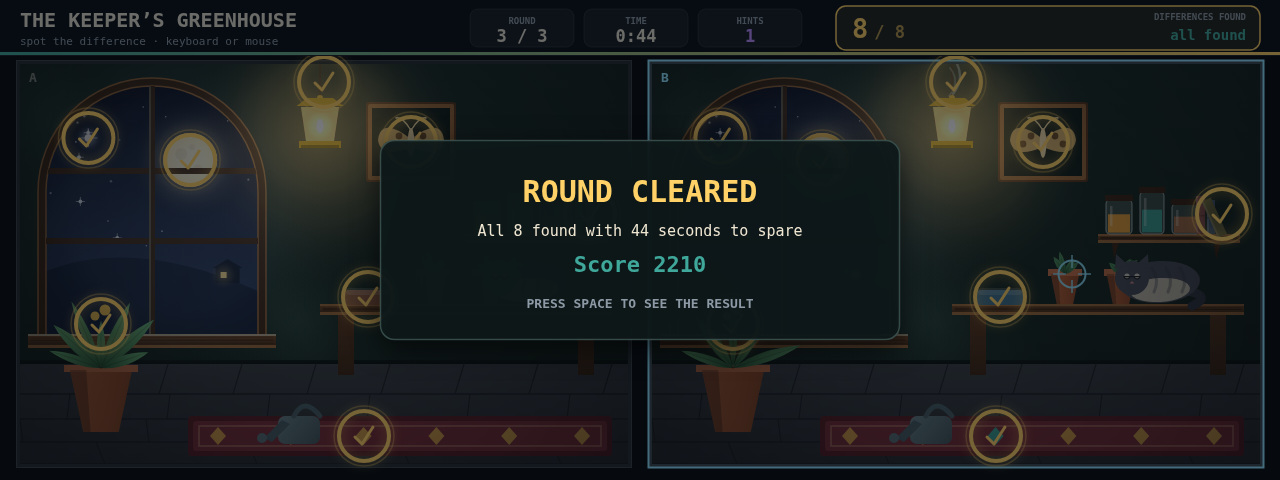 THE KEEPER’S GREENHOUSE
spot the difference · keyboard or mouse
ROUND
3 / 3
TIME
0:44
HINTS
1
8 / 8
DIFFERENCES FOUND
all found
A
B
ROUND CLEARED
All 8 found with 44 seconds to spare
Score 2210
PRESS SPACE TO SEE THE RESULT